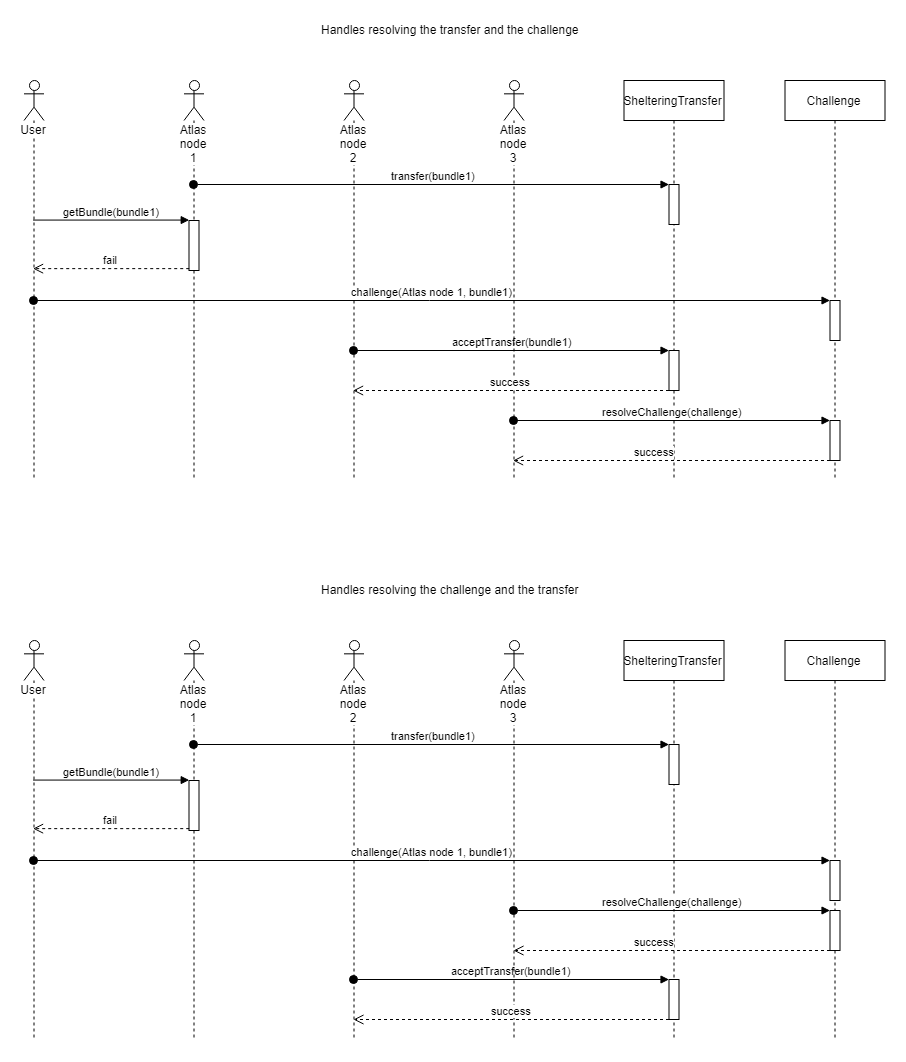 Handles resolving the transfer and the challenge
ShelteringTransfer
Challenge
User
Atlas
node
1
Atlas
node
2
Atlas
node
3
transfer(bundle1)
getBundle(bundle1)
fail
challenge(Atlas node 1, bundle1)
acceptTransfer(bundle1)
success
resolveChallenge(challenge)
success
Handles resolving the challenge and the transfer
ShelteringTransfer
Challenge
User
Atlas
node
1
Atlas
node
2
Atlas
node
3
transfer(bundle1)
getBundle(bundle1)
fail
challenge(Atlas node 1, bundle1)
resolveChallenge(challenge)
success
acceptTransfer(bundle1)
success